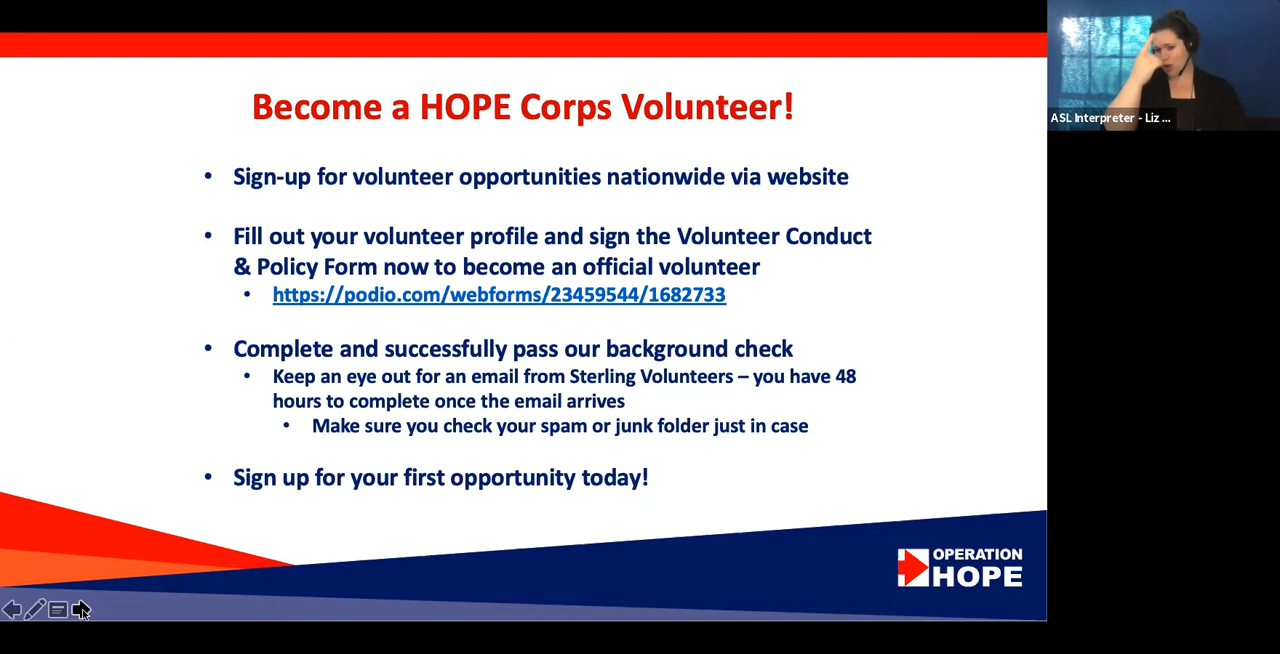 Become a HOPE Corps Volunteer!
• Sign-up for volunteer opportunities nationwide via website
• Fill out your volunteer profile and sign the Volunteer Conduct
& Policy Form now to become an official volunteer
• https://podio.com/webforms/23459544/1682733
• Complete and successfully pass our background check
• Keep an eye out for an email from Sterling Volunteers – you have 48
hours to complete once the email arrives
• Make sure you check your spam or junk folder just in case
• Sign up for your first opportunity today!
OPERATION
HOPE
ASL Interpreter - Liz ...